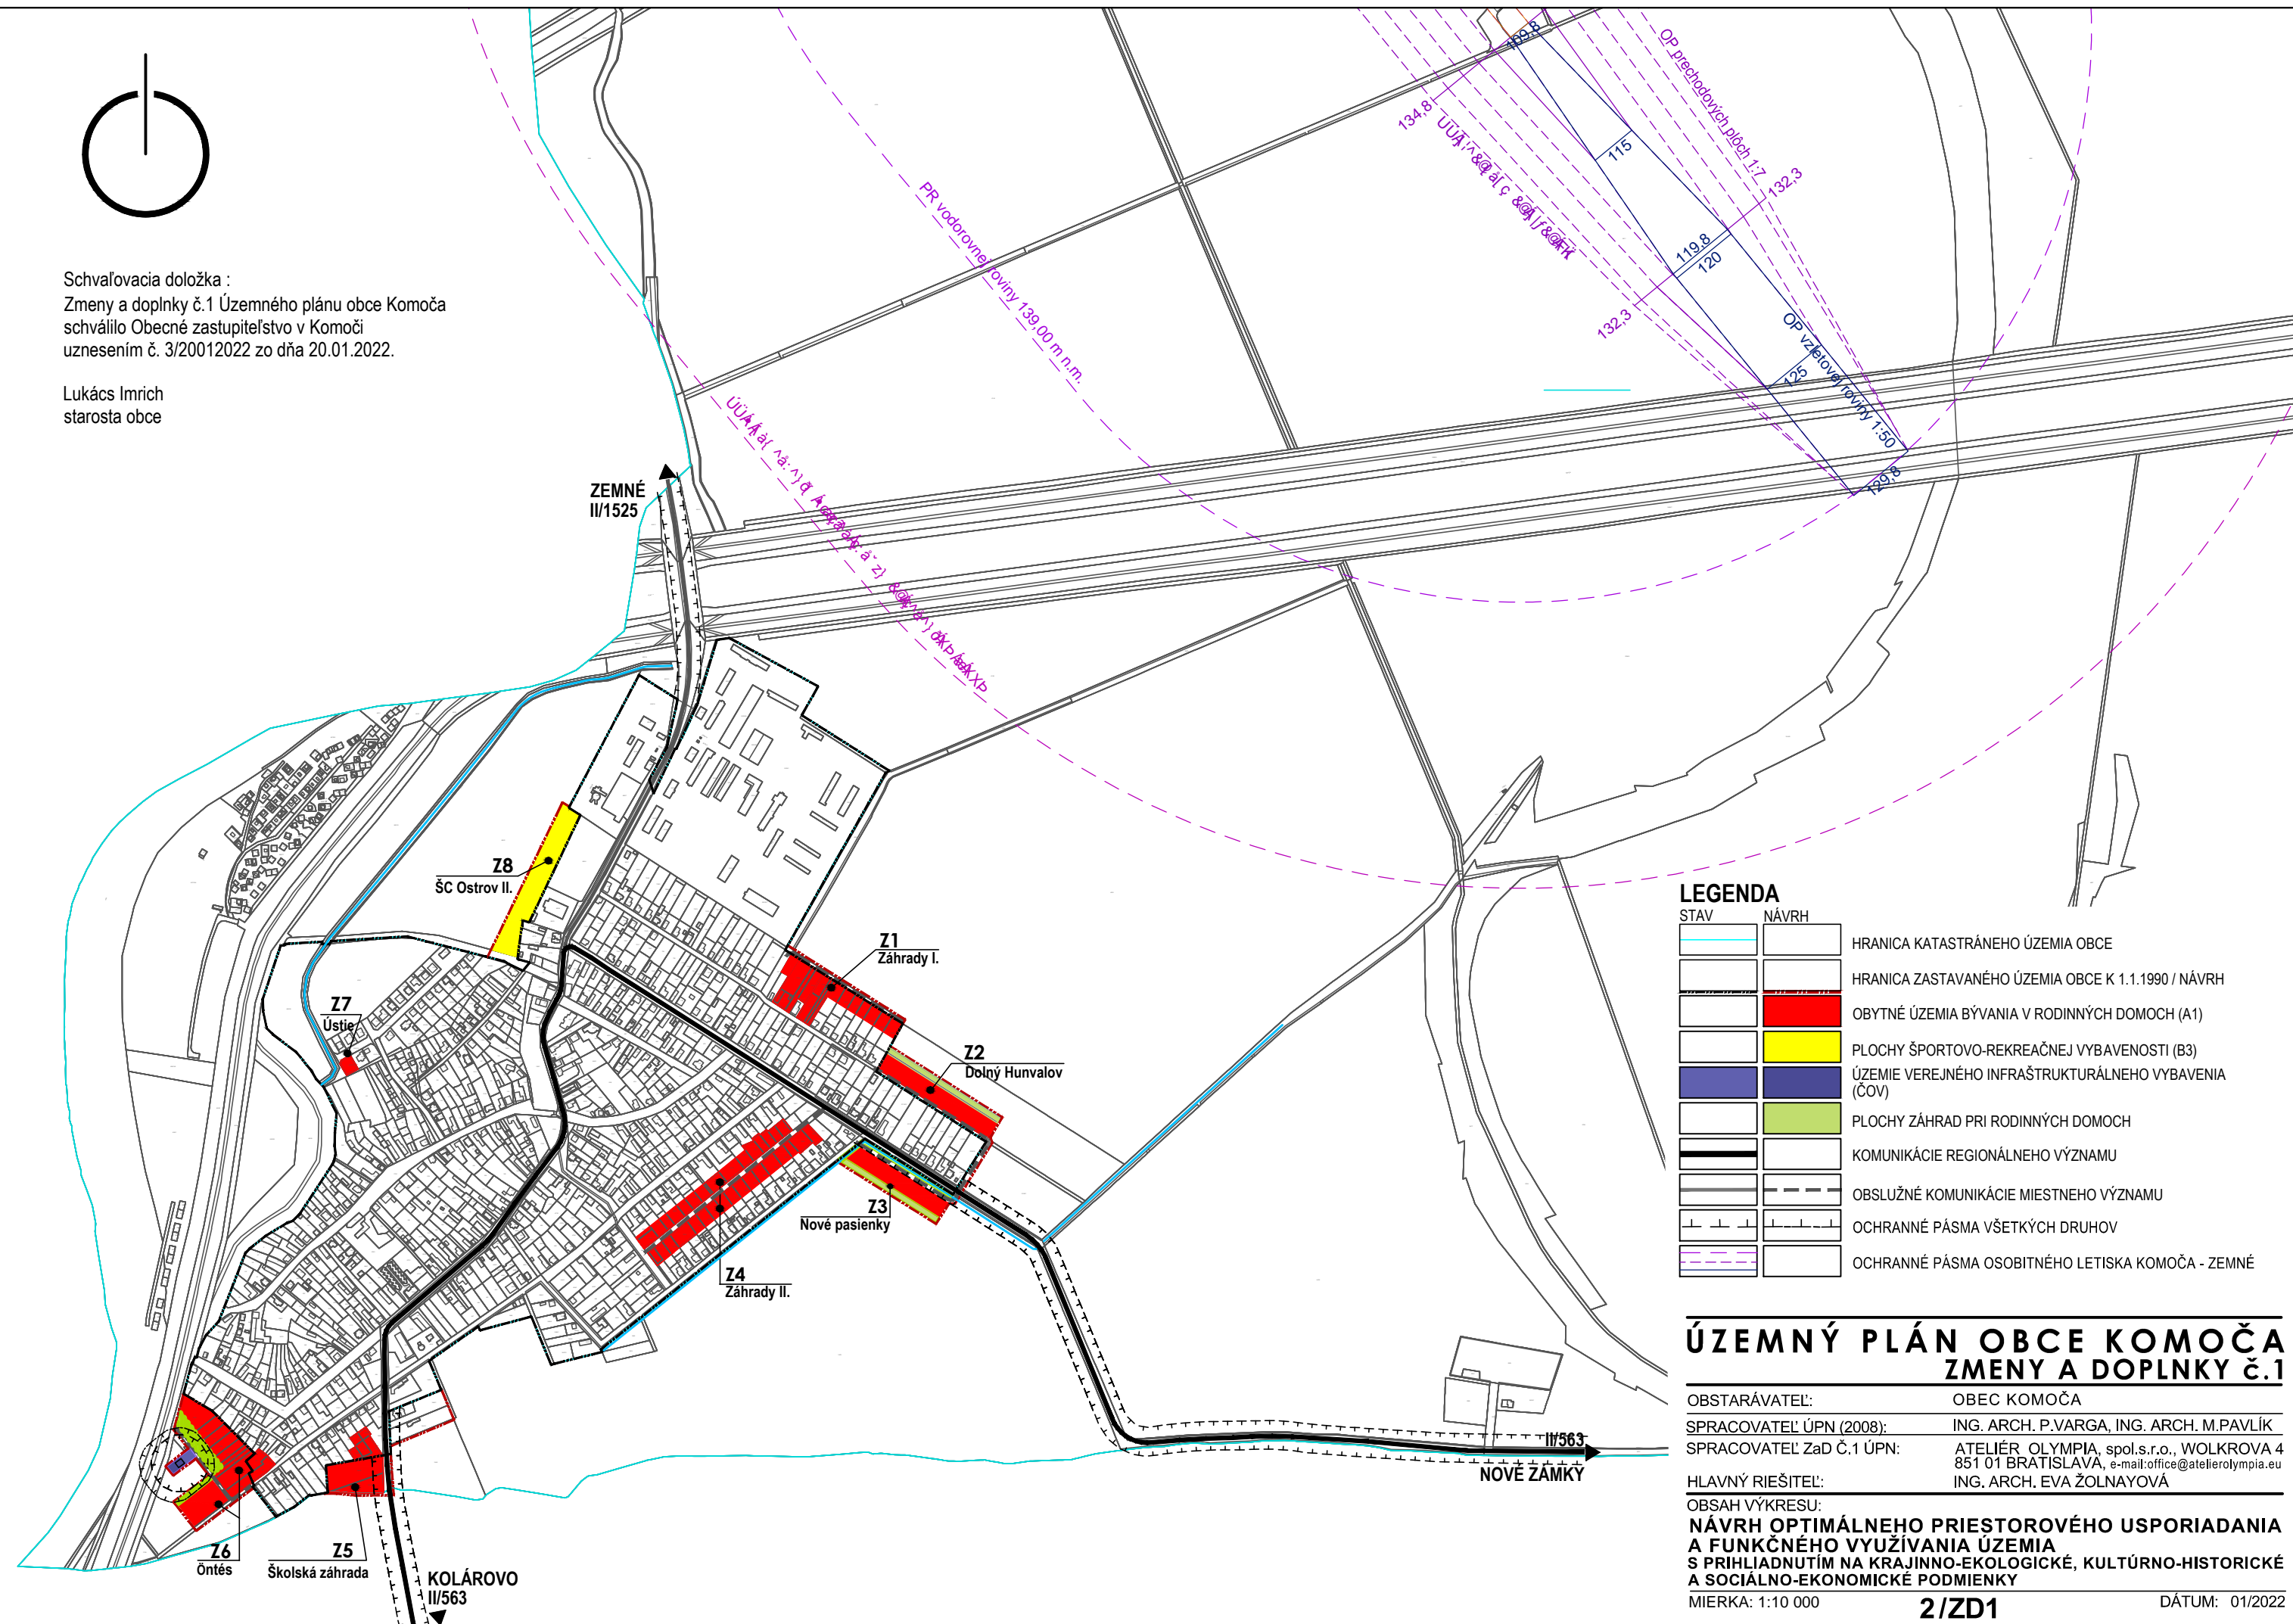 Schvaľovacia doložka :
Zmeny a doplnky č.1 Územného plánu obce Komoča
schválilo Obecné zastupiteľstvo v Komoči
uznesením č. 3/20012022 zo dňa 20.01.2022.
Lukács Imrich
starosta obce
109,8
OP prechodových plôch 1:7
134,8
115
132,3
119,8
120
132,3
PR vodorovnej roviny 139,00 m n.m.
OP vzletovej roviny 1:50
125
129,8
ZEMNÉ
II/1525
Z8
ŠC Ostrov II.
Z1
Záhrady I.
Z7
Ústie
Z2
Dolný Hunvalov
Z3
Nové pasienky
Z4
Záhrady II.
Z6
Öntés
Z5
Školská záhrada
KOLÁROVO
II/563
II/563
NOVÉ ZÁMKY
LEGENDA
STAV NÁVRH
HRANICA KATASTRÁNEHO ÚZEMIA OBCE
HRANICA ZASTAVANÉHO ÚZEMIA OBCE K 1.1.1990 / NÁVRH
OBYTNÉ ÚZEMIA BÝVANIA V RODINNÝCH DOMOCH (A1)
PLOCHY ŠPORTOVO-REKREAČNEJ VYBAVENOSTI (B3)
ÚZEMIE VEREJNÉHO INFRAŠTRUKTURÁLNEHO VYBAVENIA
(ČOV)
PLOCHY ZÁHRAD PRI RODINNÝCH DOMOCH
KOMUNIKÁCIE REGIONÁLNEHO VÝZNAMU
OBSLUŽNÉ KOMUNIKÁCIE MIESTNEHO VÝZNAMU
OCHRANNÉ PÁSMA VŠETKÝCH DRUHOV
OCHRANNÉ PÁSMA OSOBITNÉHO LETISKA KOMOČA - ZEMNÉ
ÚZEMNÝ PLÁN OBCE KOMOČA
ZMENY A DOPLNKY č.1
OBSTARÁVATEĽ: OBEC KOMOČA
SPRACOVATEĽ ÚPN (2008): ING. ARCH. P.VARGA, ING. ARCH. M.PAVLÍK
SPRACOVATEĽ ZaD Č.1 ÚPN: ATELIÉR OLYMPIA, spol.s.r.o., WOLKROVA 4
851 01 BRATISLAVA, e-mail:office@atelierolympia.eu
HLAVNÝ RIEŠITEĽ: ING. ARCH. EVA ŽOLNAYOVÁ
OBSAH VÝKRESU:
NÁVRH OPTIMÁLNEHO PRIESTOROVÉHO USPORIADANIA
A FUNKČNÉHO VYUŽÍVANIA ÚZEMIA
S PRIHLIADNUTÍM NA KRAJINNO-EKOLOGICKÉ, KULTÚRNO-HISTORICKÉ
A SOCIÁLNO-EKONOMICKÉ PODMIENKY
MIERKA: 1:10 000 2/ZD1 DÁTUM: 01/2022